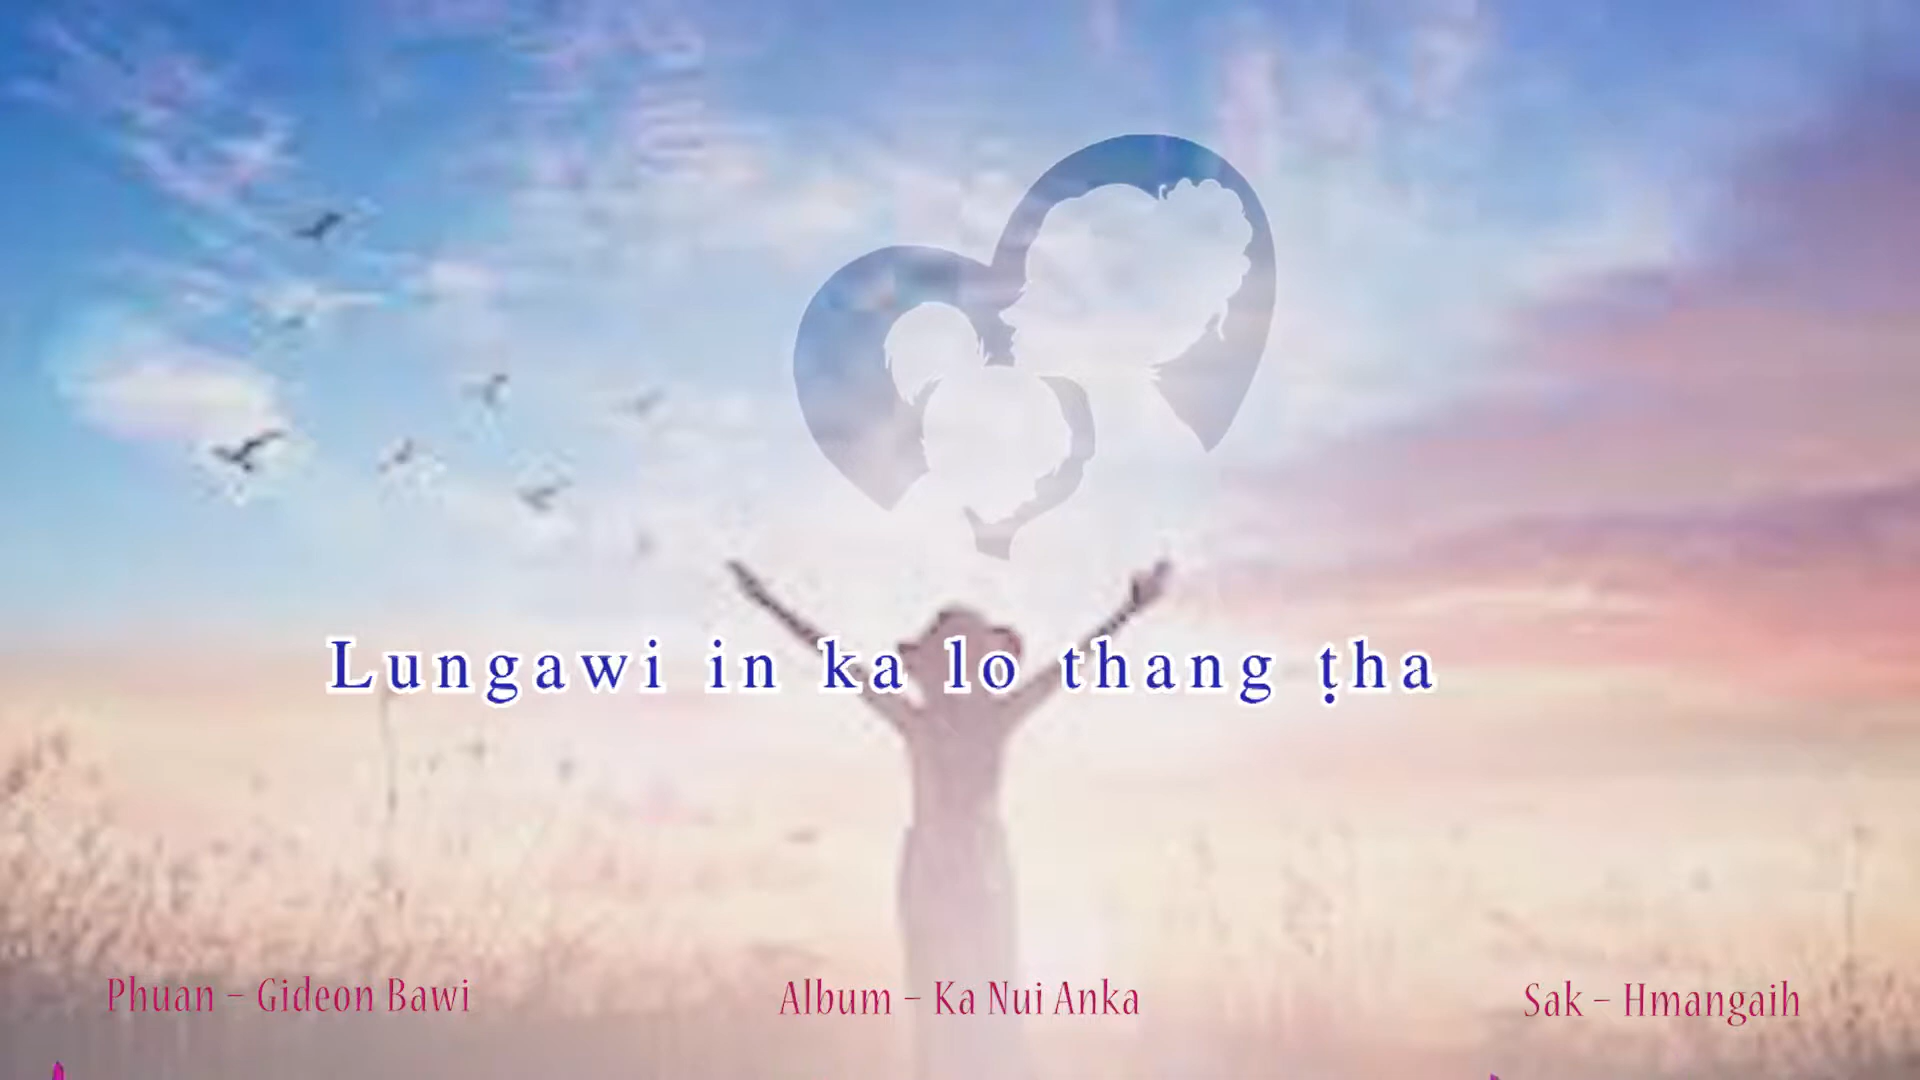 Lungawi in ka lo thang ṭha
Phuan – Gideon Bawi
Album – Ka Nui Anka
Sak – Hmangaih